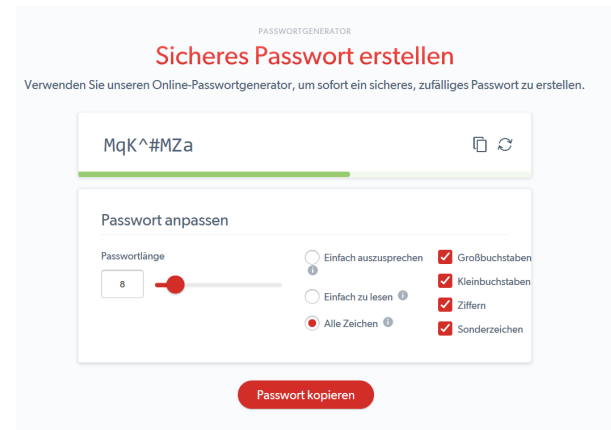 PASSWORTGENERATOR
Sicheres Passwort erstellen
Verwenden Sie unseren Online-Passwortgenerator, um sofort ein sicheres, zufälliges Passwort zu erstellen.
MqK^#MZa
Passwort anpassen
Passwortlänge
8
Einfach auszusprechen
Einfach zu lesen
Alle Zeichen
Großbuchstaben
Kleinbuchstaben
Ziffern
Sonderzeichen
Passwort kopieren